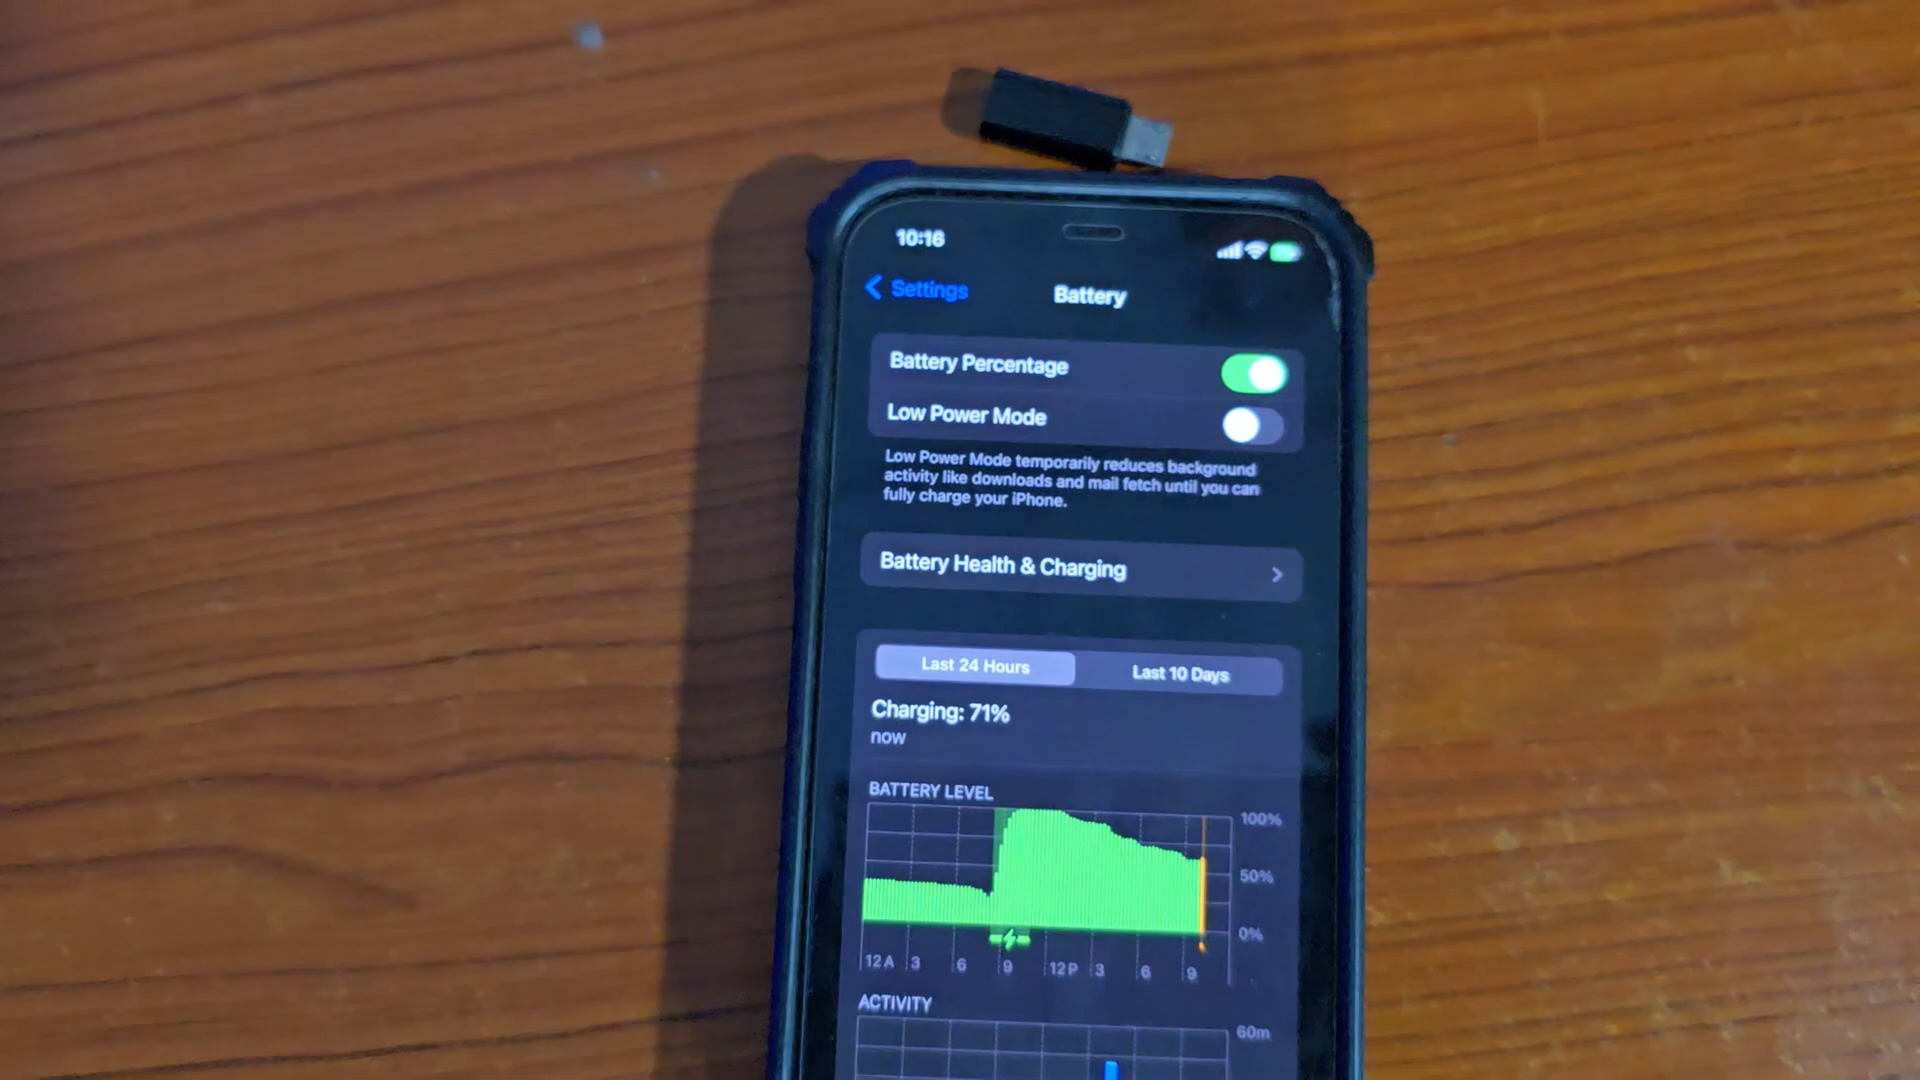 10:16
Settings
Battery
Battery Percentage
Low Power Mode
Low Power Mode temporarily reduces background
activity like downloads and mail fetch until you can
fully charge your iPhone.
Battery Health & Charging
Last 24 Hours Last 10 Days
Charging: 71%
now
BATTERY LEVEL
100%
50%
0%
12 A 3 6 9 12 P 3 6 9
ACTIVITY
60m